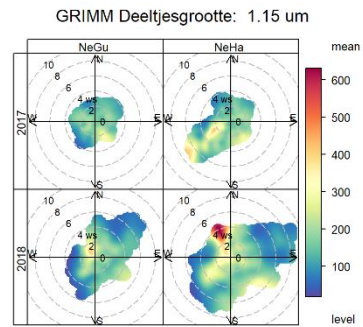 GRIMM Deeltjesgrootte: 1.15 um
NeGu NeHa mean
2017 10 8 6 4 ws 2 0 N E S W 10 8 6 4 ws 2 0 N E S W
2018 10 8 6 4 ws 2 0 N E S W 10 8 6 4 ws 2 0 N E S W
600
500
400
300
200
100
level